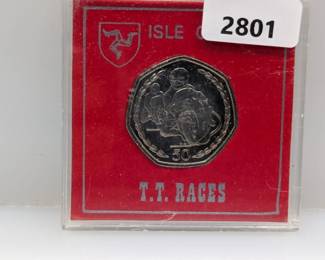 2801
ISLE O
50
T.T. RACES